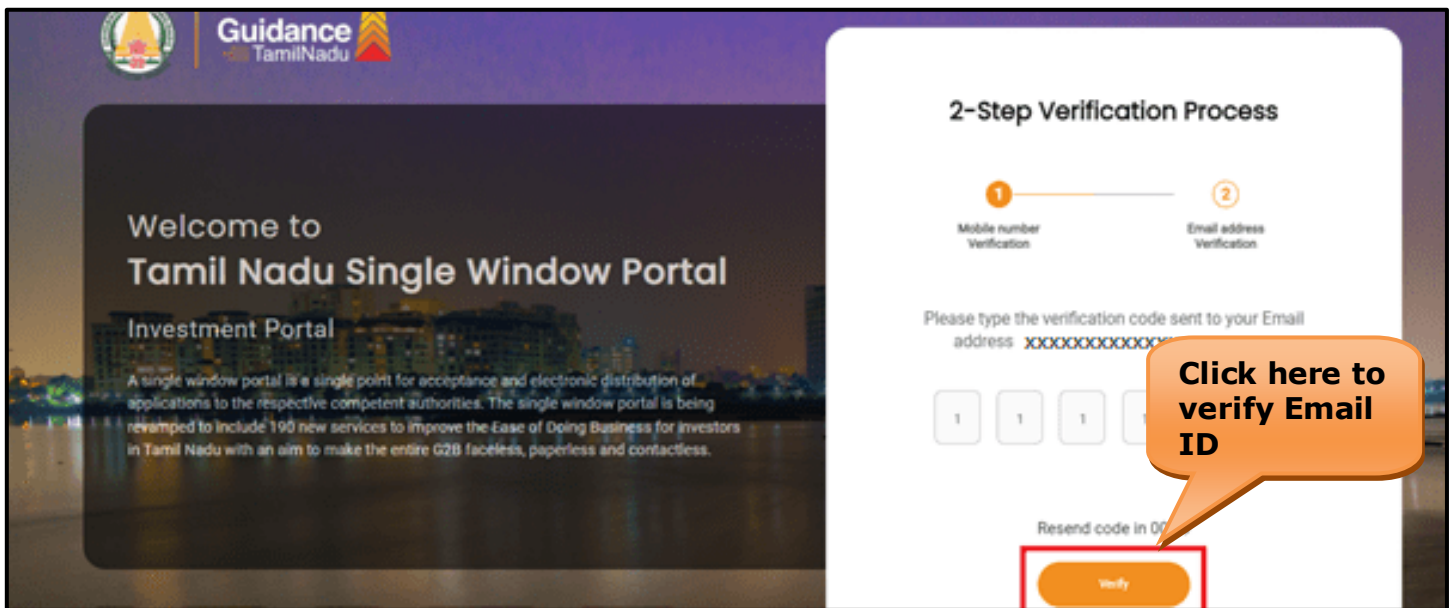 Guidance
TamilNadu
Welcome to
Tamil Nadu Single Window Portal
Investment Portal
A single window portal is a single point for acceptance and electronic distribution of
applications to the respective competent authorities. The single window portal is being
revamped to include 190 new services to improve the Ease of Doing Business for investors
in Tamil Nadu with an aim to make the entire G2B faceless, paperless and contactless.
2-Step Verification Process
1
2
Mobile number
Verification
Email address
Verification
Please type the verification code sent to your Email
address XXXXXXXXXXXXX
1 1 1 1
Click here to
verify Email
ID
Resend code in 00
Verify